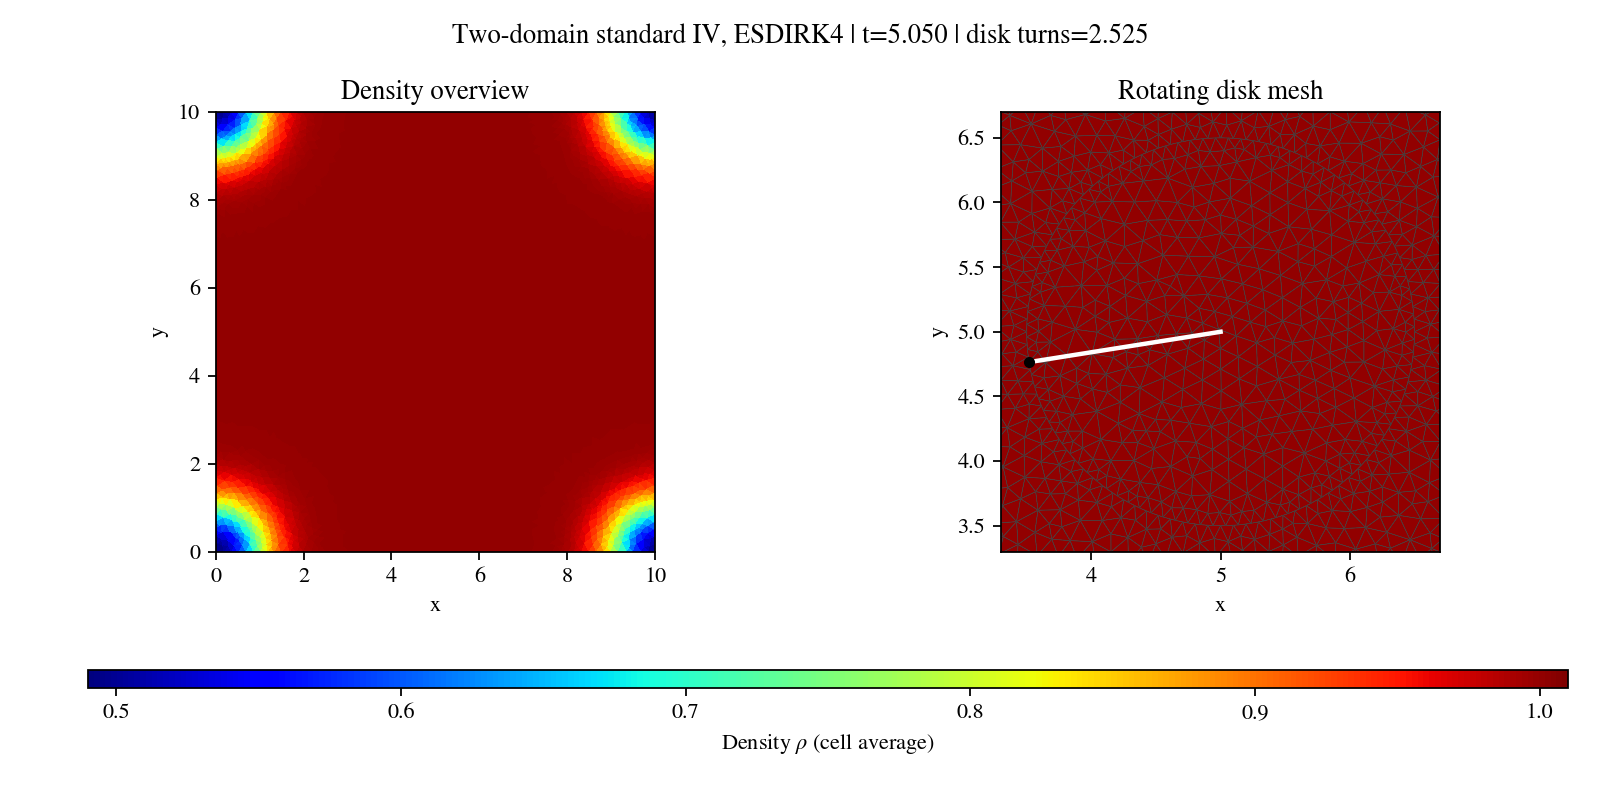 Two-domain standard IV, ESDIRK4 | t=5.050 | disk turns=2.525
Density overview
Rotating disk mesh
10
8
6
4
2
0
y
0 2 4 6 8 10
x
6.5
6.0
5.5
5.0
4.5
4.0
3.5
y
4 5 6
x
0.5 0.6 0.7 0.8 0.9 1.0
Density ρ (cell average)